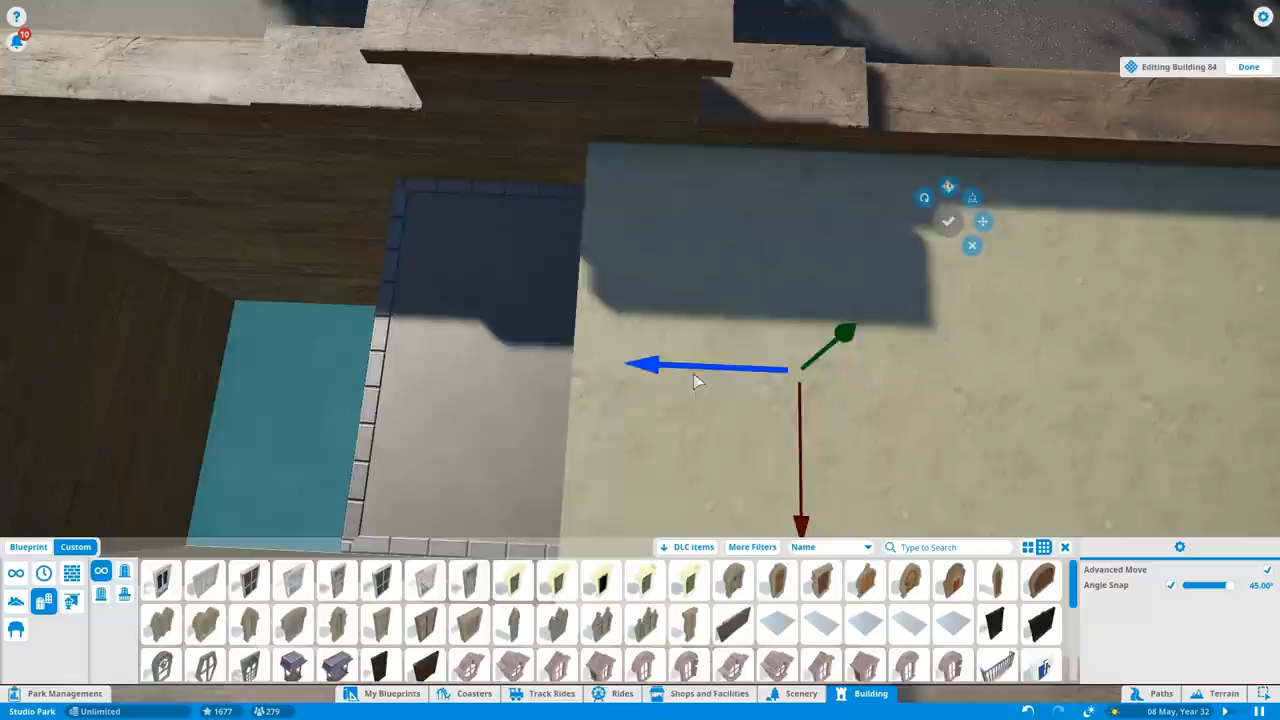 ?
10
Editing Building 84
Done
Blueprint
Custom
DLC items
More Filters
Name
Type to Search
Advanced Move
Angle Snap
45.00°
Park Management
My Blueprints
Coasters
Track Rides
Rides
Shops and Facilities
Scenery
Building
Paths
Terrain
Studio Park
Unlimited
1677
279
08 May, Year 32